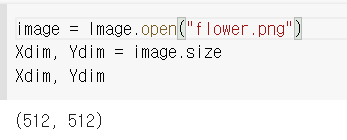 image = Image.open("flower.png")
Xdim, Ydim = image.size
Xdim, Ydim
(512, 512)